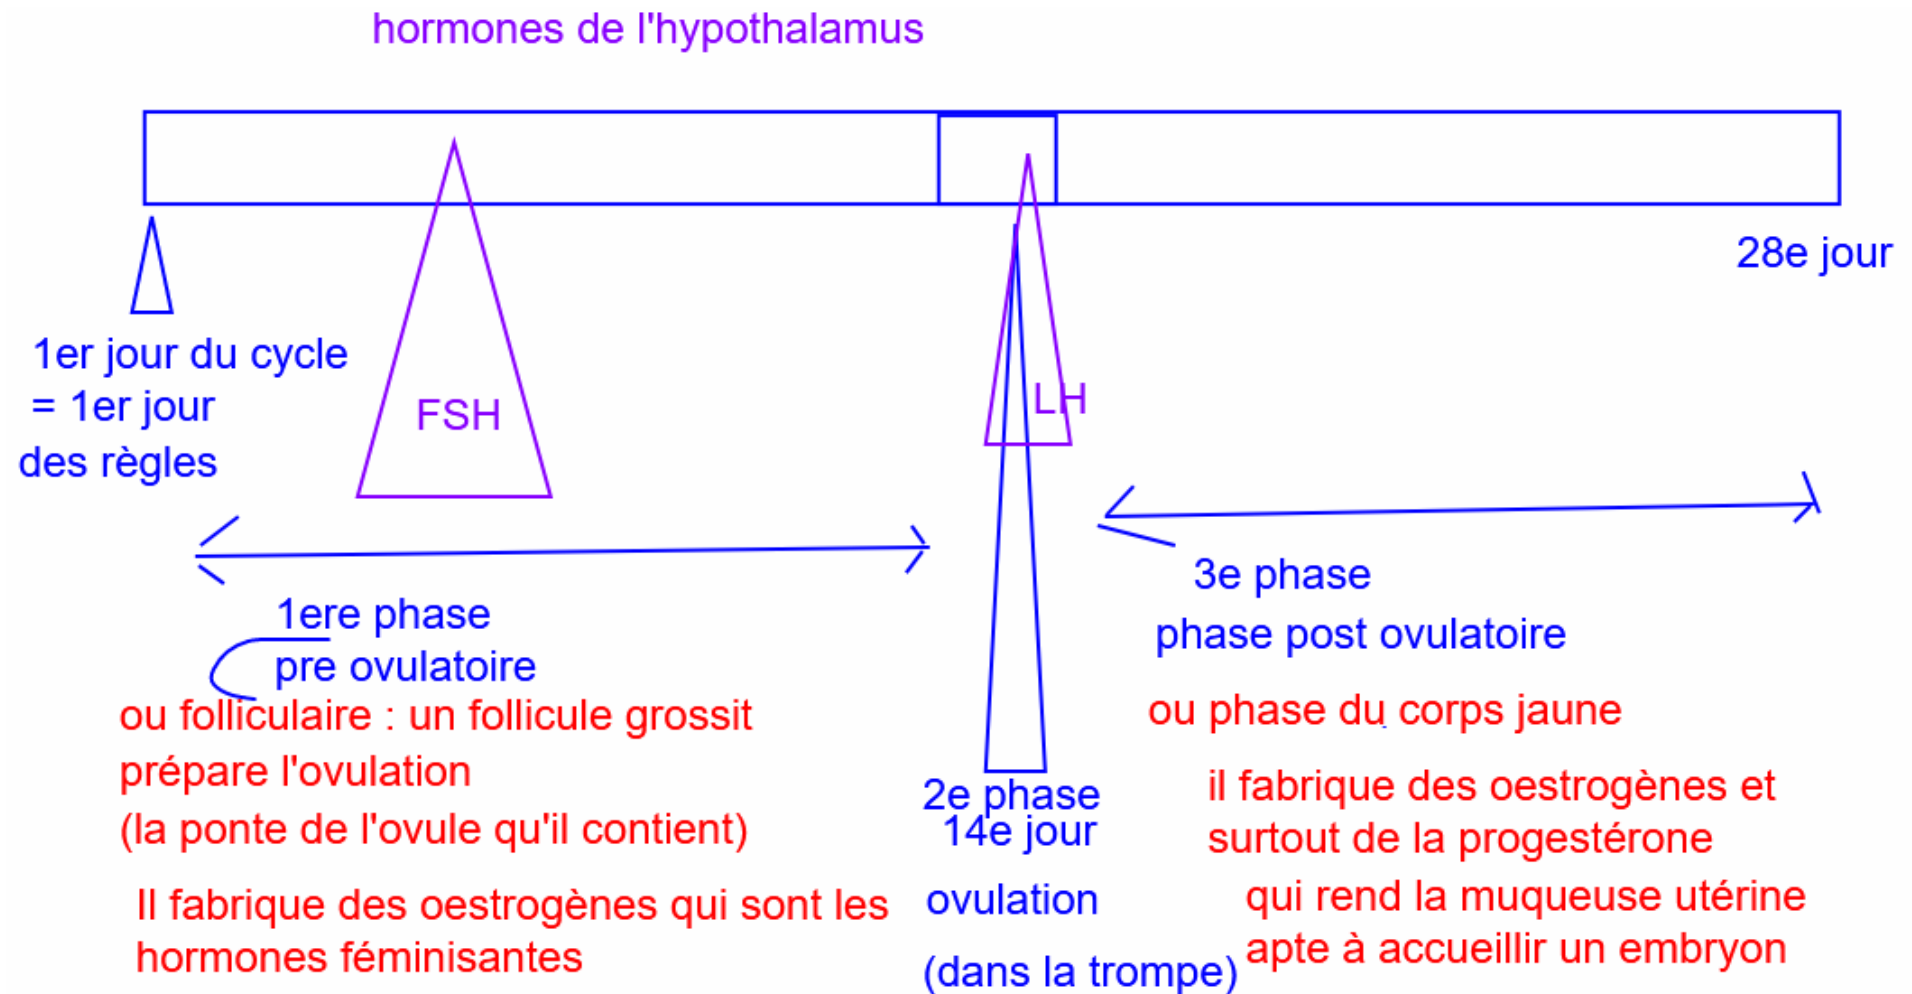 hormones de l'hypothalamus
28e jour
1er jour du cycle
= 1er jour
des règles
FSH
LH
1ere phase
pre ovulatoire
ou folliculaire : un follicule grossit
prépare l'ovulation
(la ponte de l'ovule qu'il contient)
Il fabrique des oestrogènes qui sont les
hormones féminisantes
2e phase
14e jour
ovulation
(dans la trompe)
3e phase
phase post ovulatoire
ou phase du corps jaune
il fabrique des oestrogènes et
surtout de la progestérone
qui rend la muqueuse utérine
apte à accueillir un embryon